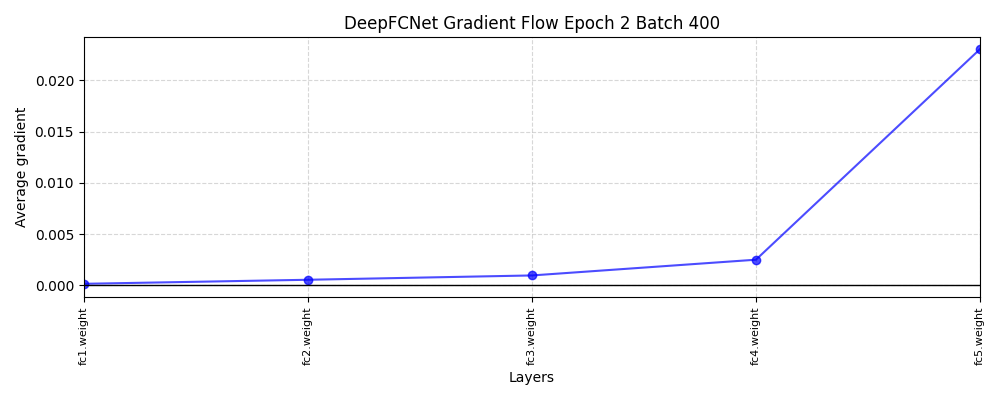 DeepFCNet Gradient Flow Epoch 2 Batch 400
Average gradient
0.020
0.015
0.010
0.005
0.000
fc1.weight
fc2.weight
fc3.weight
fc4.weight
fc5.weight
Layers